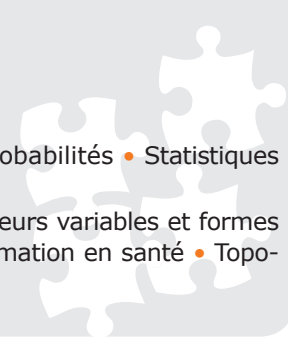 obabilités • Statistiques
eurs variables et formes
mation en santé • Topo-